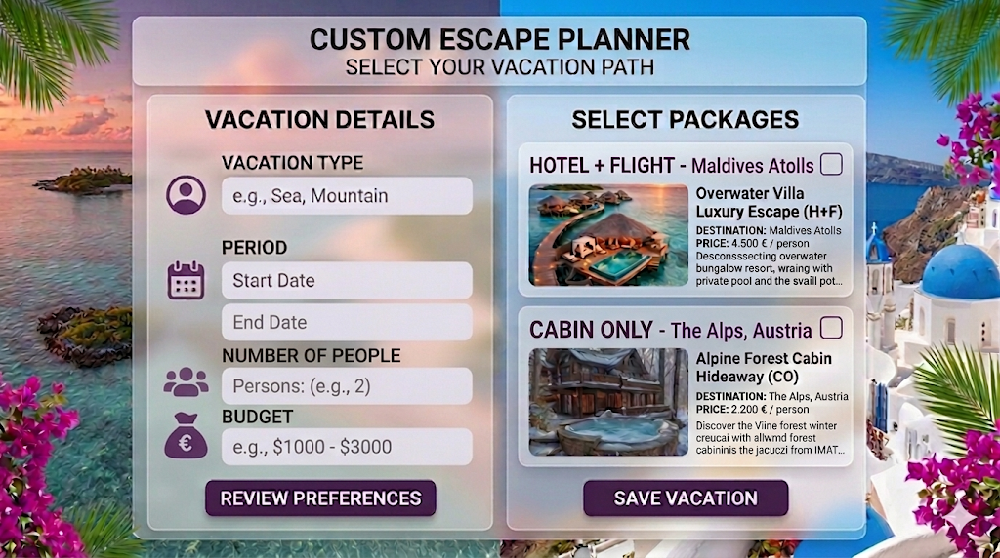 CUSTOM ESCAPE PLANNER
SELECT YOUR VACATION PATH
VACATION DETAILS
VACATION TYPE
e.g., Sea, Mountain
PERIOD
Start Date
End Date
NUMBER OF PEOPLE
Persons: (e.g., 2)
BUDGET
€
e.g., $1000 - $3000
REVIEW PREFERENCES
SELECT PACKAGES
HOTEL + FLIGHT - Maldives Atolls
Overwater Villa
Luxury Escape (H+F)
DESTINATION: Maldives Atolls
PRICE: 4.500 € / person
Desconsssecting overwater
bungalow resort, wraing with
private pool and the svaill pot...
CABIN ONLY - The Alps, Austria
Alpine Forest Cabin
Hideaway (CO)
DESTINATION: The Alps, Austria
PRICE: 2.200 € / person
Discover the Viine forest winter
creucai with allwmd forest
cabininis the jacuczi from IMAT...
SAVE VACATION